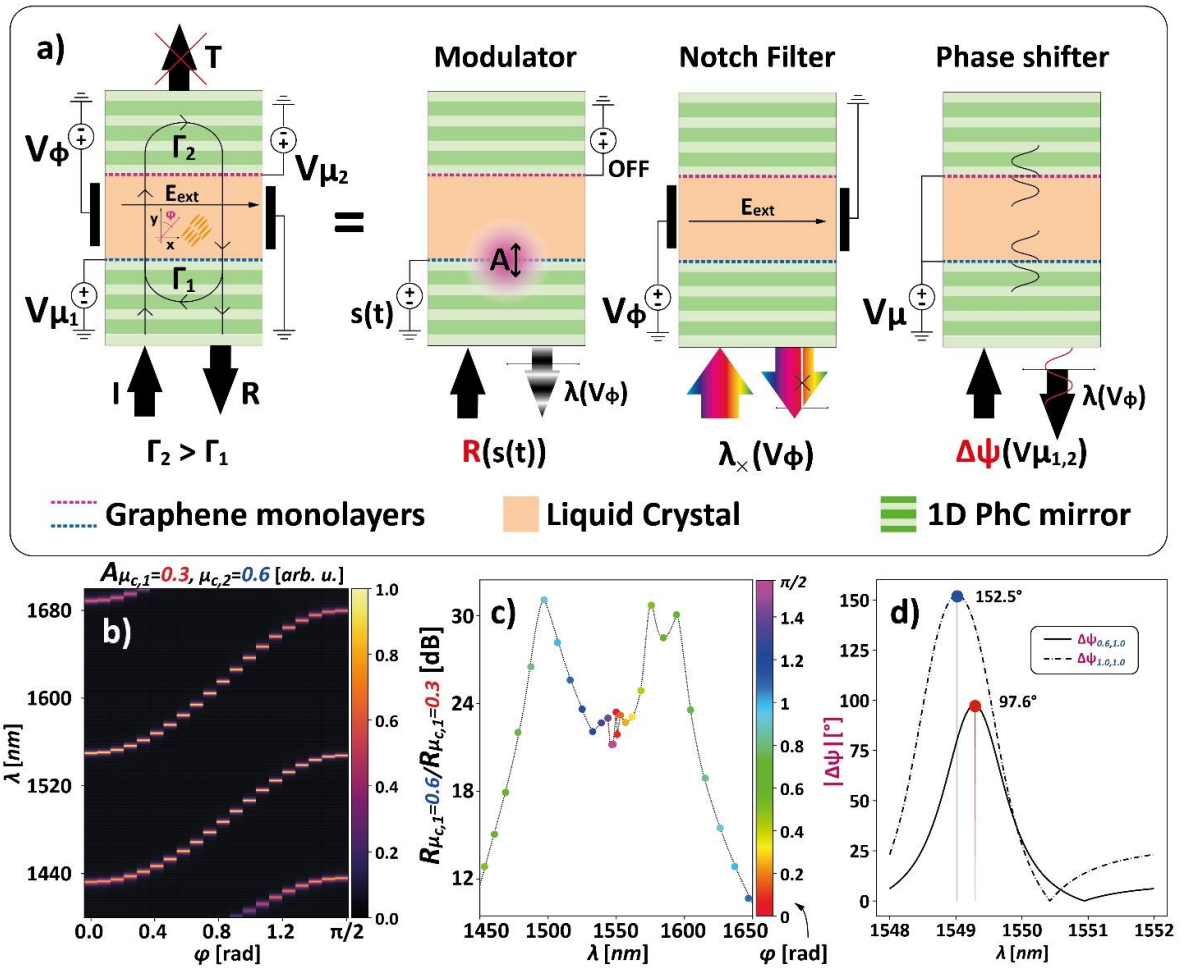 a)
T
Modulator
Notch Filter
Phase shifter
Vϕ
Γ₂
Vμ₂
OFF
Eext
y
φ
x
=
A
Eext
Γ₁
Vμ₁
s(t)
Vϕ
Vμ
I
R
λ(Vϕ)
λ(Vϕ)
Γ₂ > Γ₁
R(s(t))
λ×(Vϕ)
Δψ(Vμ₁,₂)
Graphene monolayers
Liquid Crystal
1D PhC mirror
Aμc,1=0.3, μc,2=0.6 [arb. u.]
b)
λ [nm]
1680
1600
1520
1440
0.0
0.4
0.8
1.2
π/2
φ [rad]
1.0
0.8
0.6
0.4
0.2
0.0
c)
Rμc,1=0.6/Rμc,1=0.3 [dB]
30
24
18
12
1450
1500
1550
1600
1650
λ [nm]
π/2
1.4
1.2
1
0.8
0.6
0.4
0.2
0
φ [rad]
d)
|Δψ| [°]
150
125
100
75
50
25
0
152.5°
97.6°
Δψ0.6,1.0
Δψ1.0,1.0
1548
1549
1550
1551
1552
λ [nm]